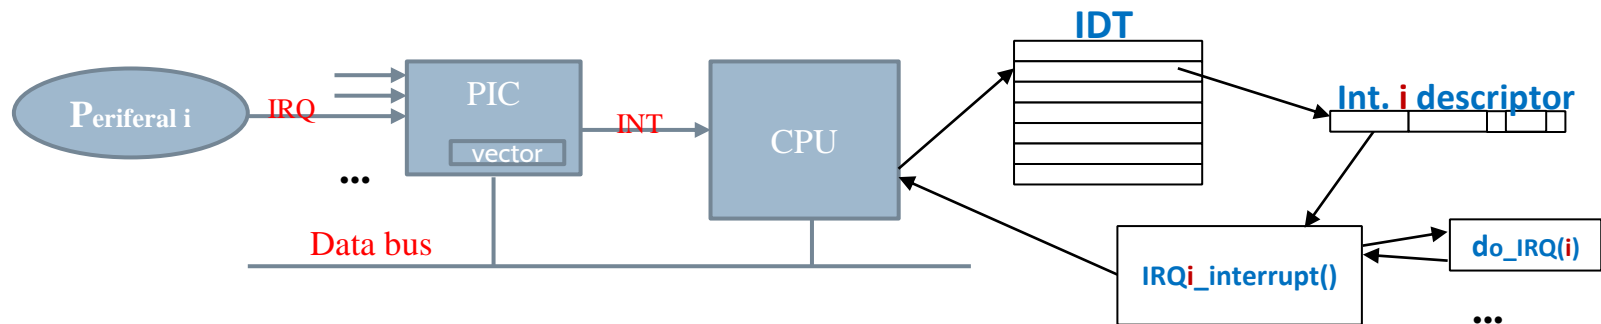 IDT
PIC
Periferal i
IRQ
INT
CPU
vector
Int. i descriptor
...
Data bus
do_IRQ(i)
IRQi_interrupt()
...